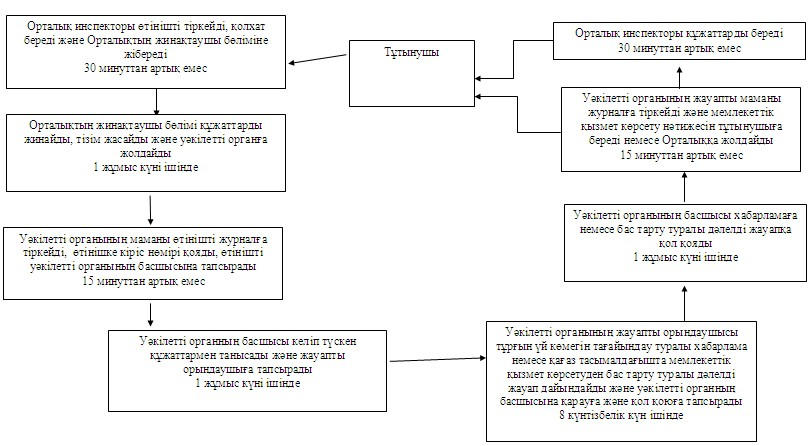 Орталық инспекторы өтінішті тіркейді, қолхат
береді және Орталықтын жинақтаушы бөліміне
жібереді
30 минуттан артық емес
Тұтынушы
Орталық инспекторы құжаттарды береді
30 минуттан артық емес
Орталықтын жинақтаушы бөлімі құжаттарды
жинайды, тізім жасайды және уәкілетті органға
жолдайды
1 жұмыс күні ішінде
Уәкілетті органының жауапты маманы
журналға тіркейді және мемлекеттік
қызмет көрсету нәтижесін тұтынушыға
береді немесе Орталыққа жолдайды
15 минуттан артық емес
Уәкілетті органының маманы өтінішті журналға
тіркейді, өтінішке кіріс нөмірі қояды, өтінішті
уәкілетті органының басшысына тапсырады
15 минуттан артық емес
Уәкілетті органының басшысы хабарламаға
немесе бас тарту туралы дәлелді жауапқа
қол қояды
1 жұмыс күні ішінде
Уәкілетті органның басшысы келіп түскен
құжаттармен танысады және жауапты
орындаушыға тапсырады
1 жұмыс күні ішінде
Уәкілетті органының жауапты орындаушысы
тұрғын үй көмегін тағайындау туралы хабарлама
немесе қағаз тасымалдағышта мемлекеттік
қызмет көрсетуден бас тарту туралы дәлелді
жауап дайындайды және уәкілетті органның
басшысына қарауға және қол қоюға тапсырады
8 күнтізбелік күн ішінде